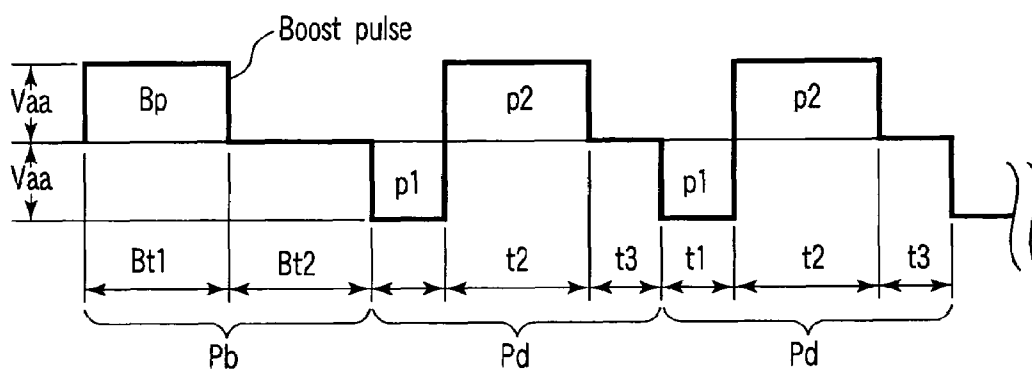 Boost pulse
Vaa
Bp
p2
p2
Vaa
p1
p1
Bt1
Bt2
t2
t3
t1
t2
t3
Pb
Pd
Pd